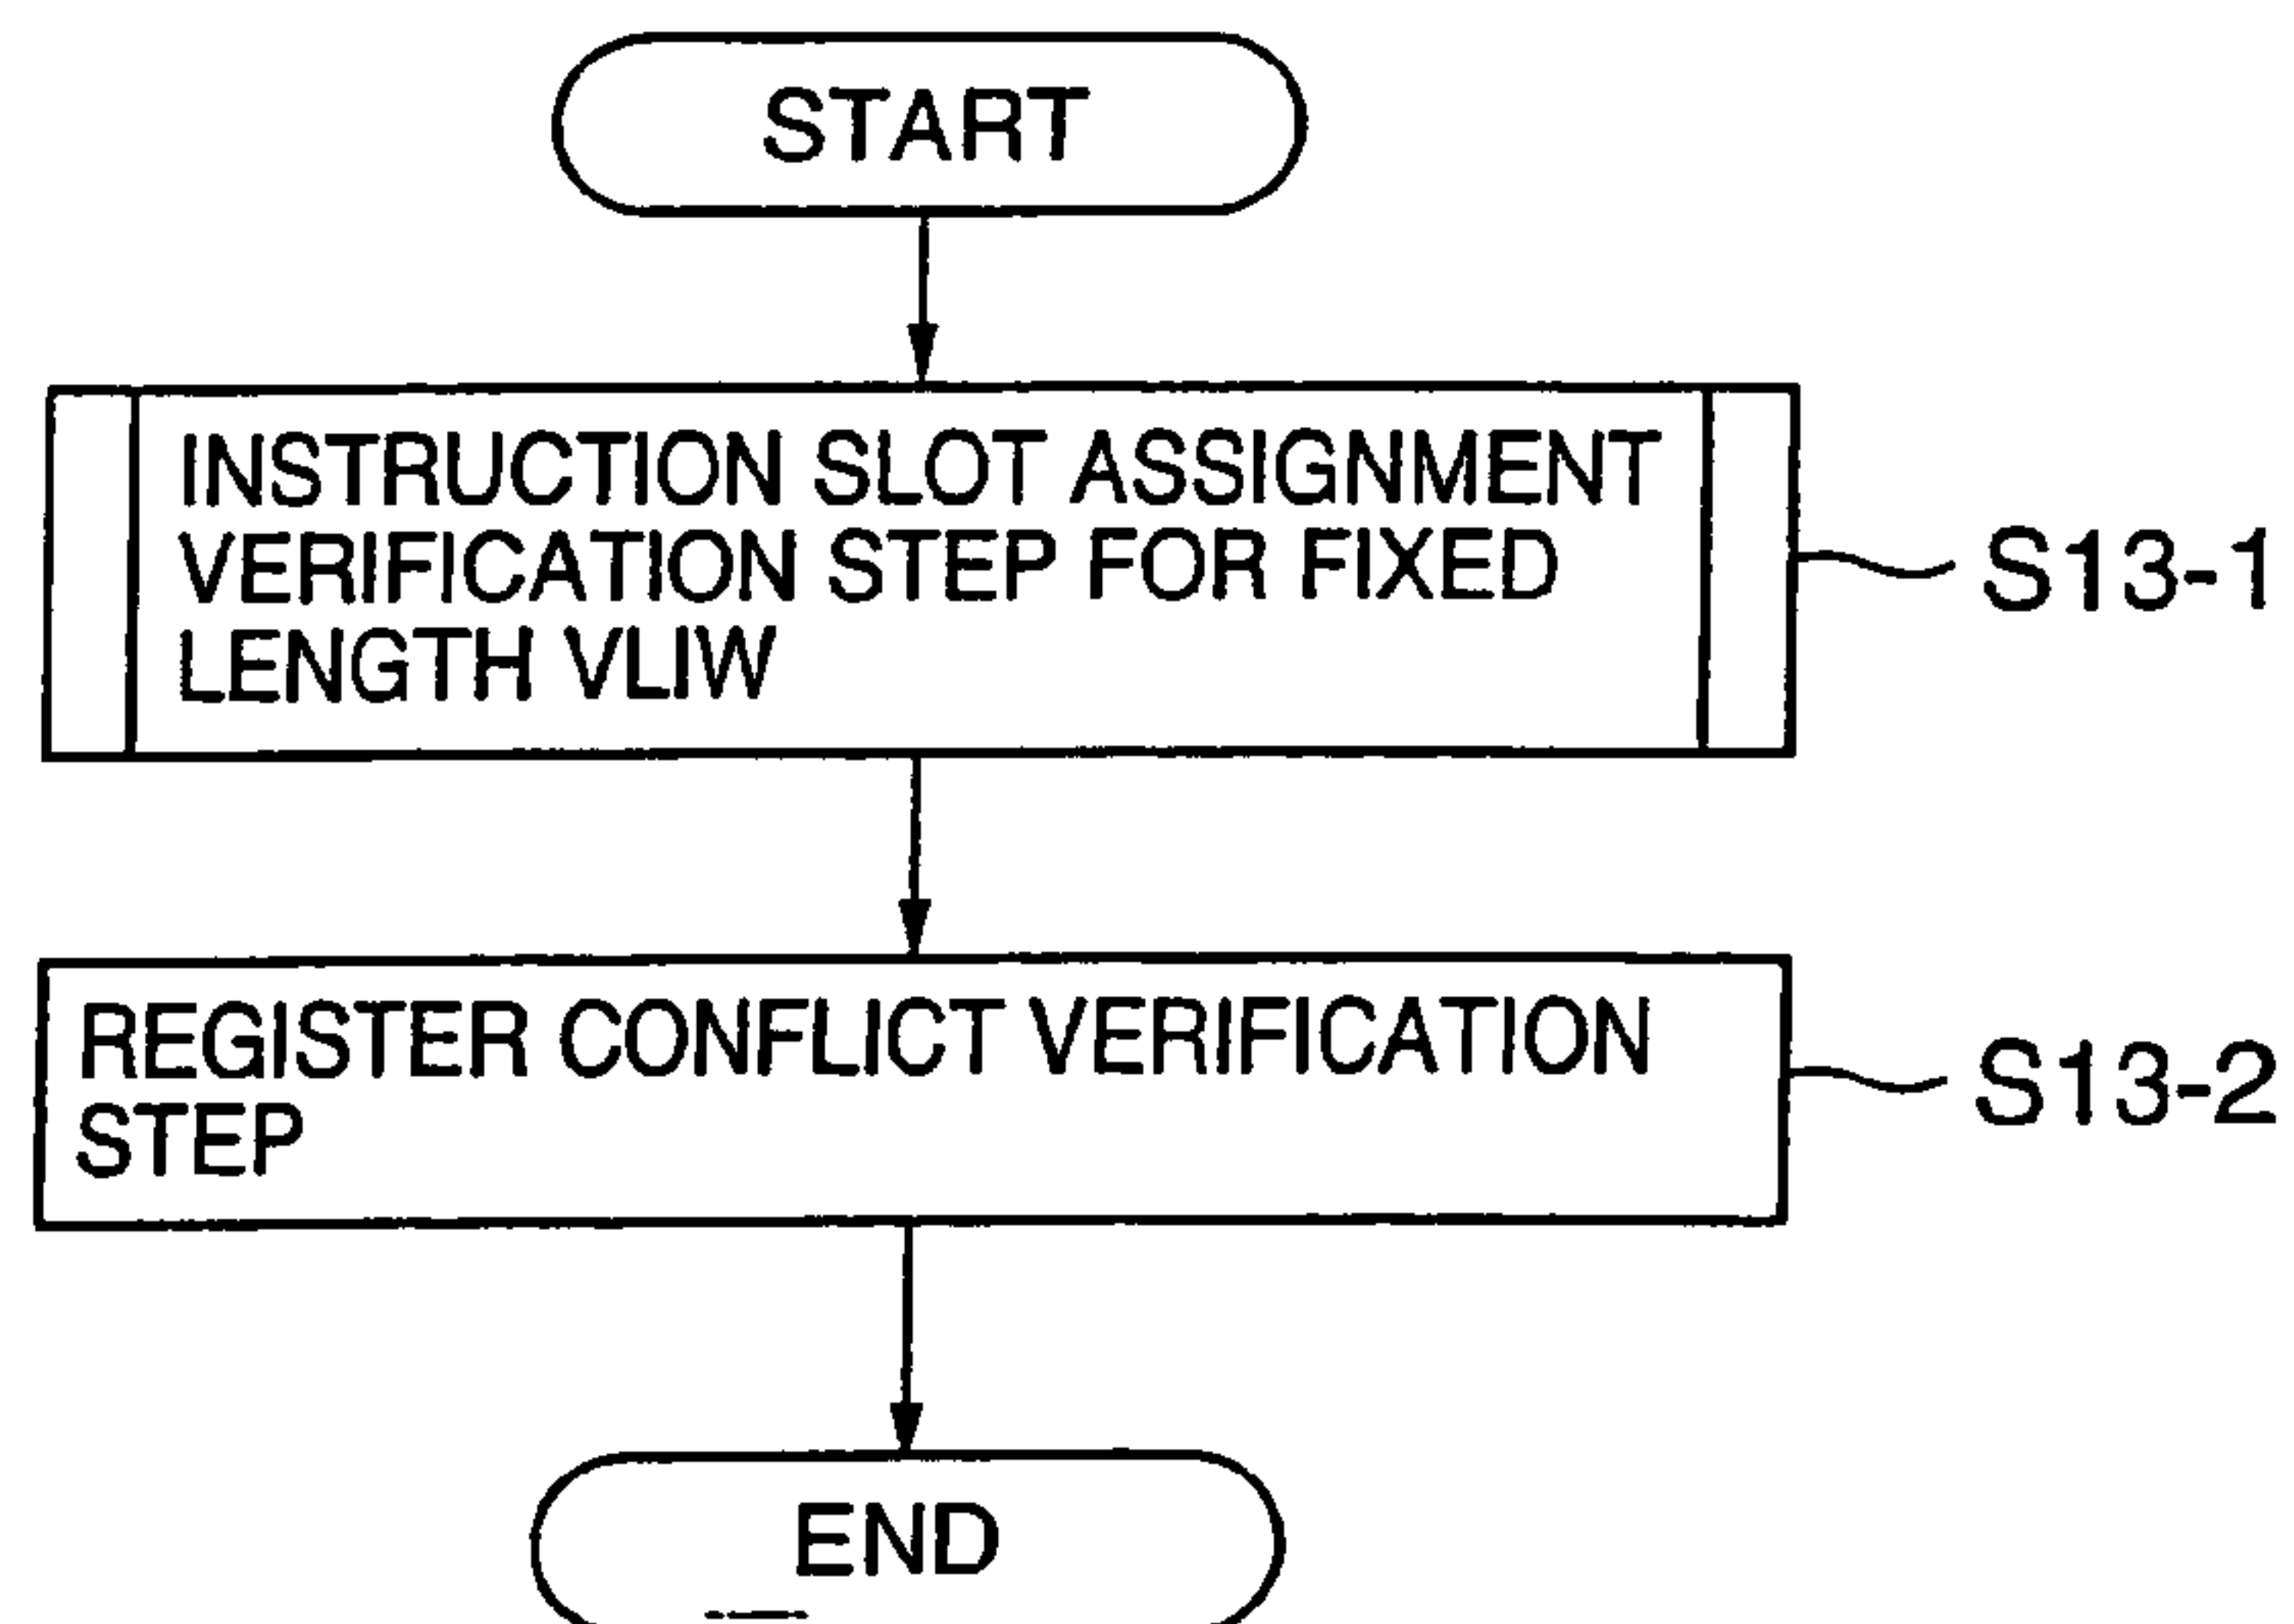 START
INSTRUCTION SLOT ASSIGNMENT
VERIFICATION STEP FOR FIXED
LENGTH VLIW
S13-1
REGISTER CONFLICT VERIFICATION
STEP
S13-2
END